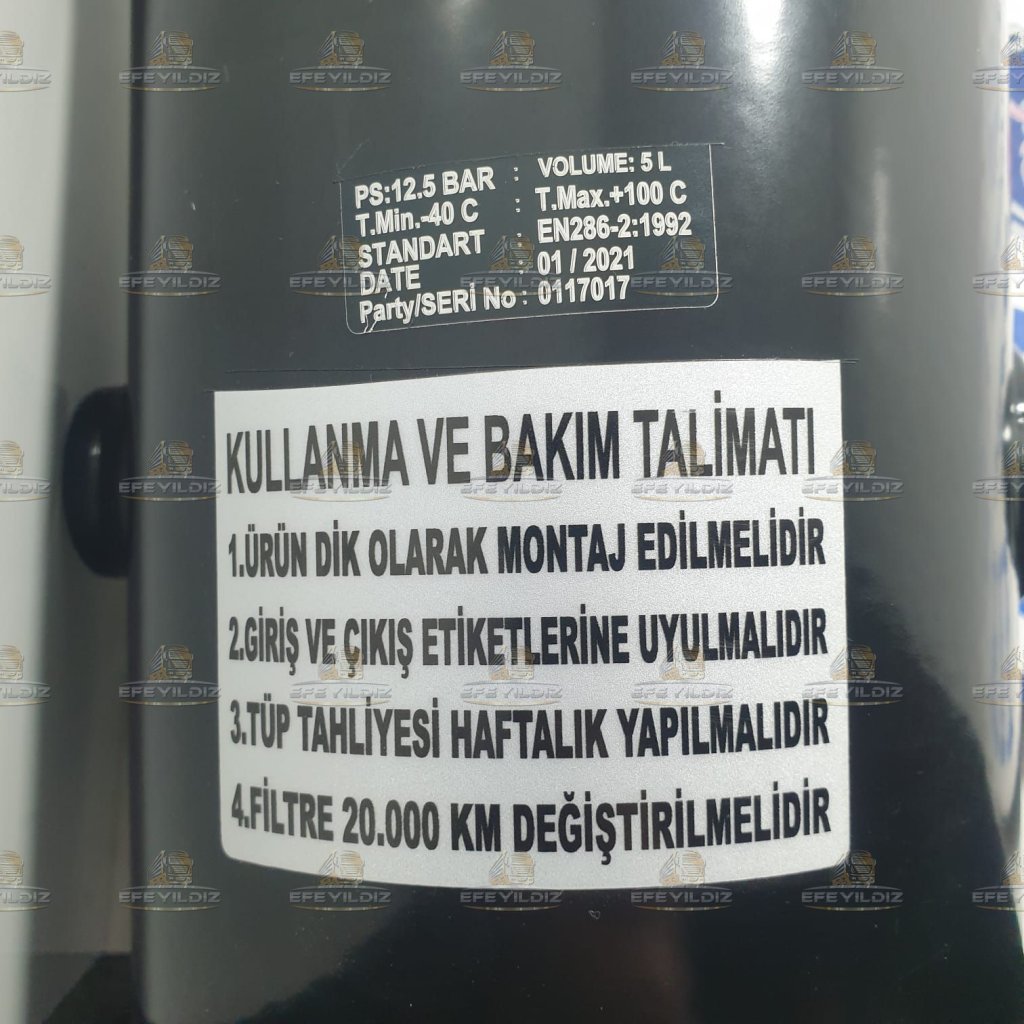 PS:12.5 BAR : VOLUME: 5 L
T.Min.-40 C : T.Max.+100 C
STANDART : EN286-2:1992
DATE : 01 / 2021
Party/SERİ No : 0117017
KULLANMA VE BAKIM TALİMATI
1.ÜRÜN DİK OLARAK MONTAJ EDİLMELİDİR
2.GİRİŞ VE ÇIKIŞ ETİKETLERİNE UYULMALIDIR
3.TÜP TAHLİYESİ HAFTALIK YAPILMALIDIR
4.FİLTRE 20.000 KM DEĞİŞTİRİLMELİDİR
EFEYILDIZ